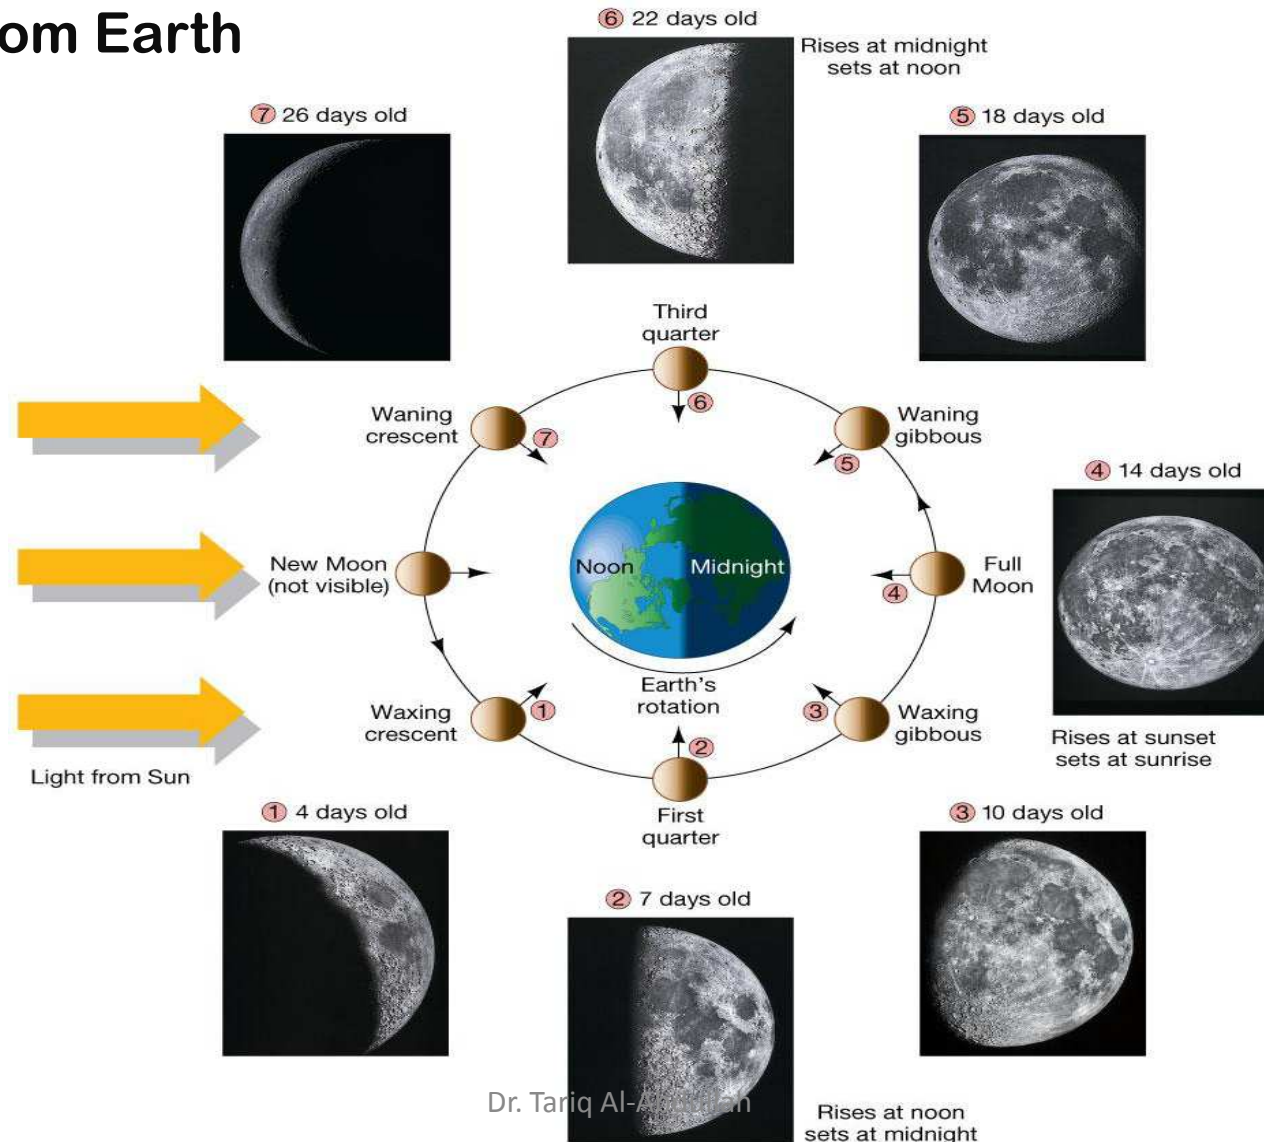 om Earth
6 22 days old
Rises at midnight
sets at noon
7 26 days old
5 18 days old
Third
quarter
6
Waning
crescent
7
Waning
gibbous
5
4 14 days old
New Moon
(not visible)
Noon
Midnight
Full
Moon
4
Earth's
rotation
Waxing
crescent
1
2
3
Waxing
gibbous
Rises at sunset
sets at sunrise
Light from Sun
First
quarter
1 4 days old
3 10 days old
2 7 days old
Dr. Tariq
Rises at noon
sets at midnight